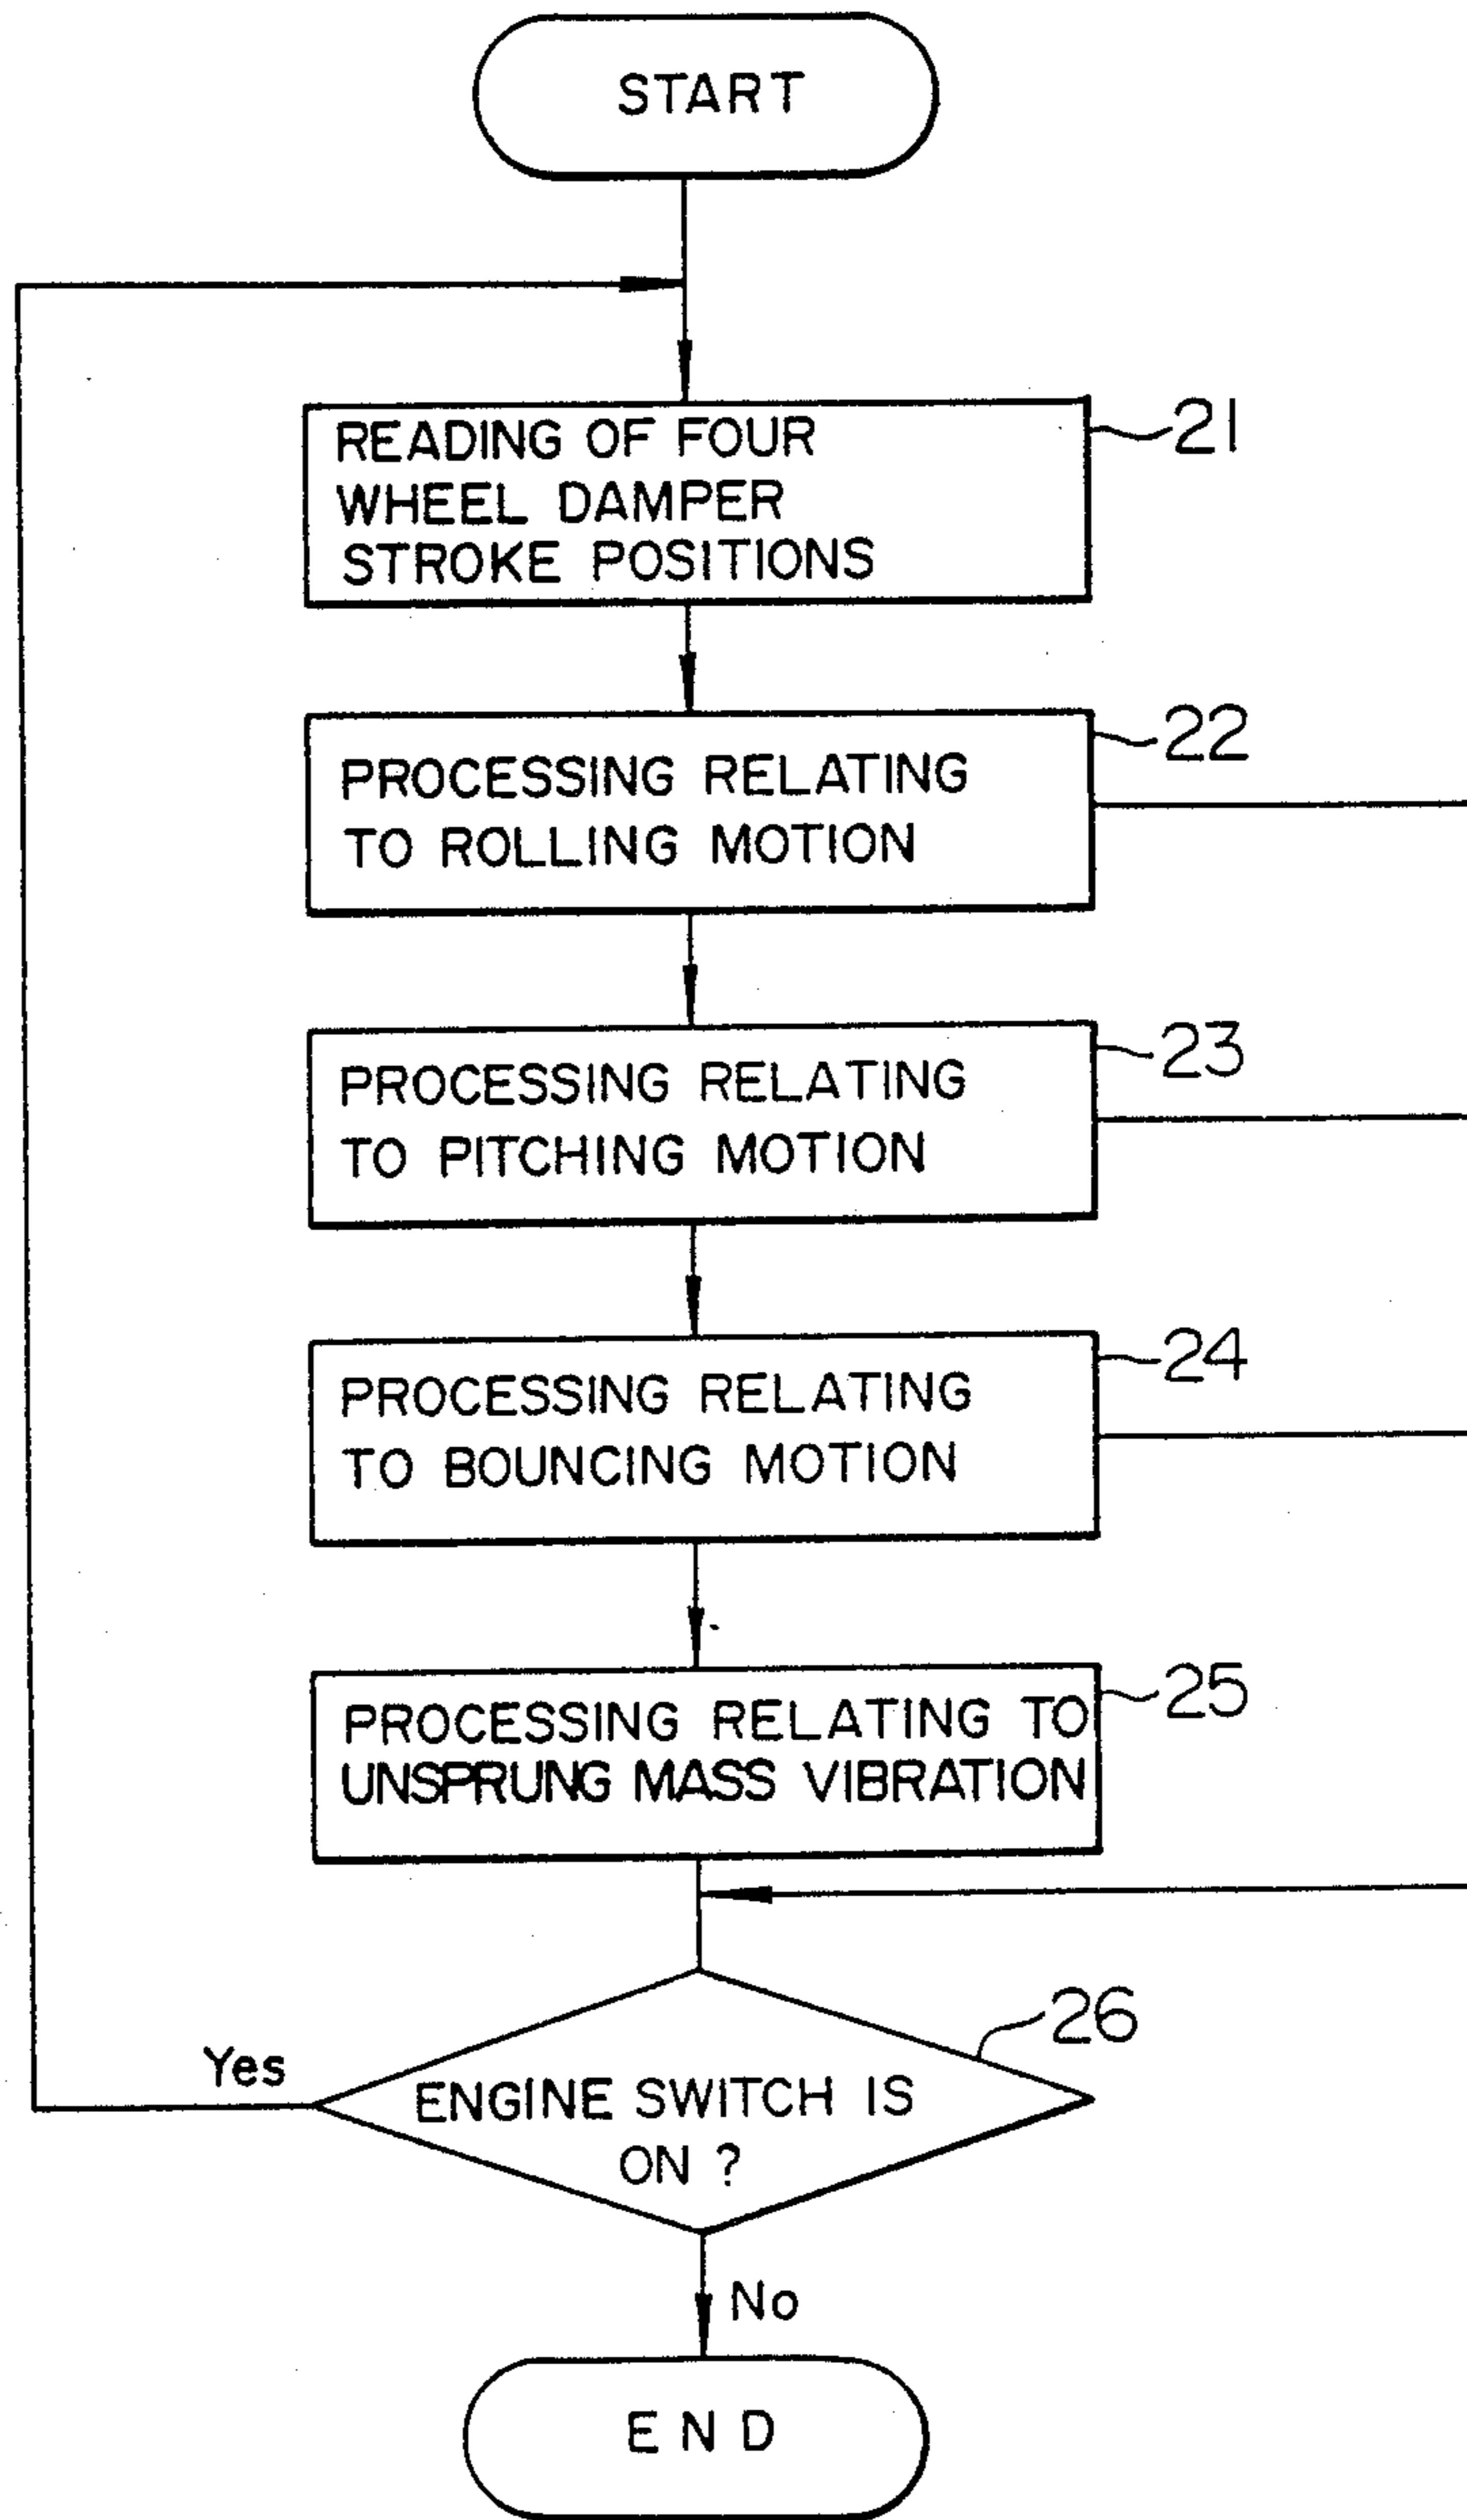 START
READING OF FOUR
WHEEL DAMPER
STROKE POSITIONS
21
PROCESSING RELATING
TO ROLLING MOTION
22
PROCESSING RELATING
TO PITCHING MOTION
23
PROCESSING RELATING
TO BOUNCING MOTION
24
PROCESSING RELATING TO
UNSPRUNG MASS VIBRATION
25
26
Yes
ENGINE SWITCH IS
ON ?
No
END